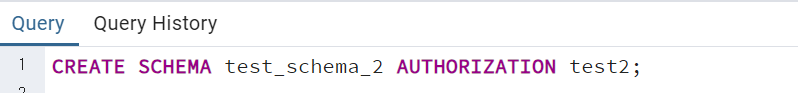 Query Query History
1 CREATE SCHEMA test_schema_2 AUTHORIZATION test2;
2